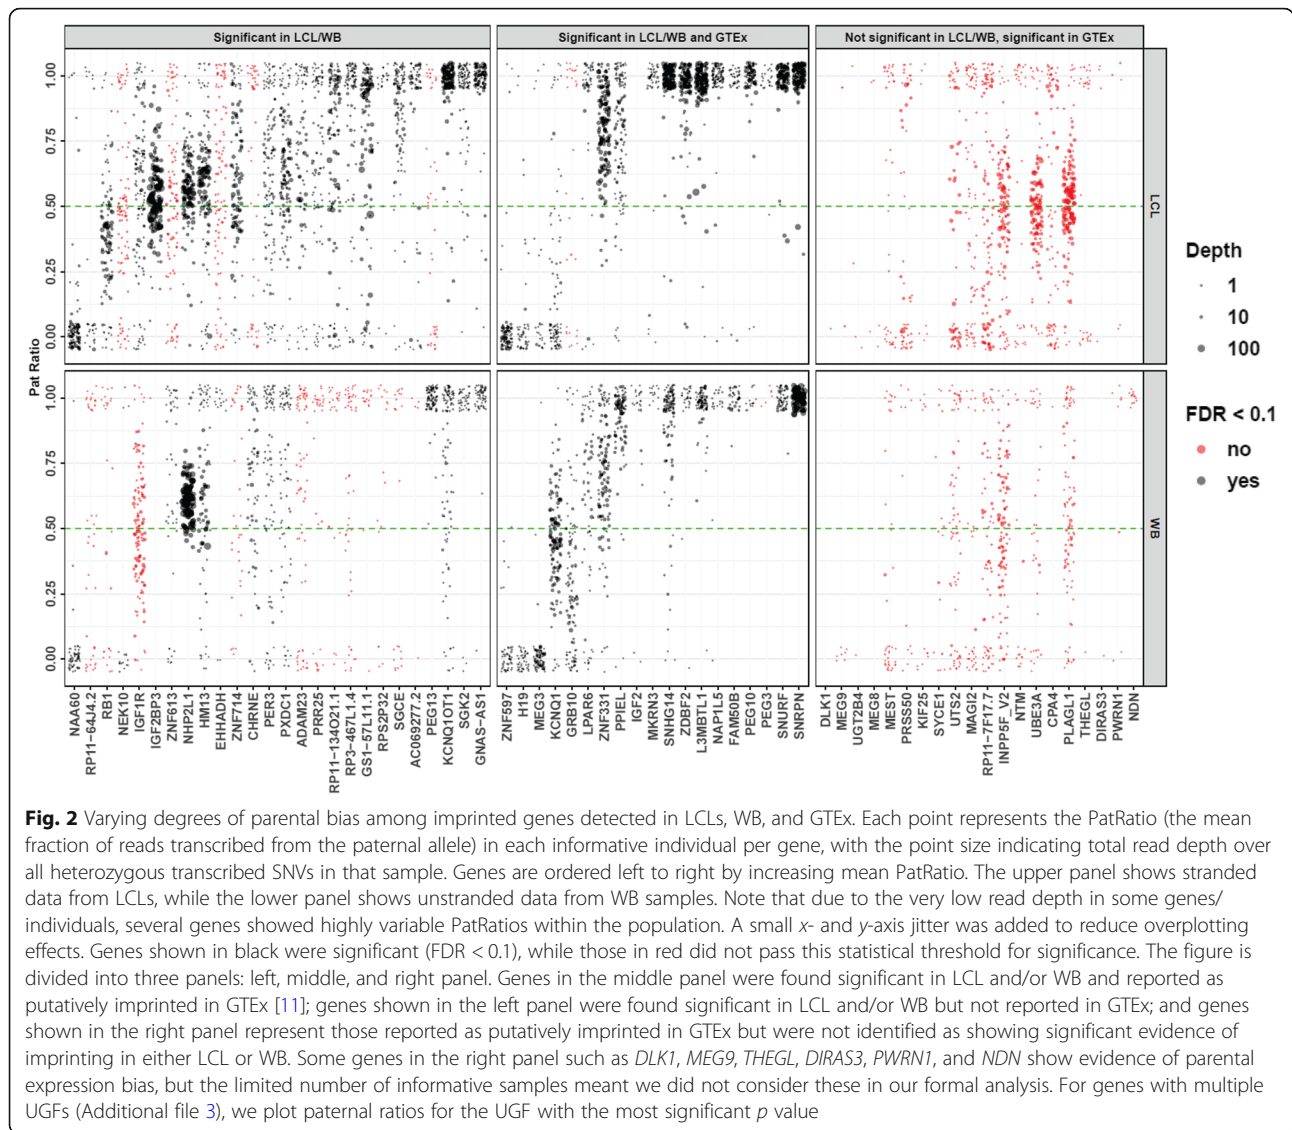 Significant in LCL/WB
Significant in LCL/WB and GTEx
Not significant in LCL/WB, significant in GTEx
Pat Ratio
1.00
0.75
0.50
0.25
0.00
LCL
1.00
0.75
0.50
0.25
0.00
WB
Depth
1
10
100
FDR < 0.1
no
yes
NAA60
RP11-64J4.2
RB1
NEK10
IGF1R
IGF2BP3
ZNF613
NHP2L1
HM13
EHHADH
ZNF714
CHRNE
PER3
PXDC1
ADAM23
PRR25
RP11-134O21.1
RP3-467L1.4
GS1-57L11.1
RPS2P32
SGCE
AC069277.2
PEG13
KCNQ1OT1
SGK2
GNAS-AS1
ZNF597
H19
MEG3
KCNQ1
GRB10
LPAR6
ZNF331
PPIEL
IGF2
MKRN3
SNHG14
ZDBF2
L3MBTL1
NAP1L5
FAM50B
PEG10
PEG3
SNURF
SNRPN
DLK1
MEG9
UGT2B4
MEG8
MEST
PRSS50
KIF25
SYCE1
UTS2
MAGI2
RP11-7F17.7
INPP5F_V2
NTM
UBE3A
CPA4
PLAGL1
THEGL
DIRAS3
PWRN1
NDN
Fig. 2 Varying degrees of parental bias among imprinted genes detected in LCLs, WB, and GTEx. Each point represents the PatRatio (the mean
fraction of reads transcribed from the paternal allele) in each informative individual per gene, with the point size indicating total read depth over
all heterozygous transcribed SNVs in that sample. Genes are ordered left to right by increasing mean PatRatio. The upper panel shows stranded
data from LCLs, while the lower panel shows unstranded data from WB samples. Note that due to the very low read depth in some genes/
individuals, several genes showed highly variable PatRatios within the population. A small x- and y-axis jitter was added to reduce overplotting
effects. Genes shown in black were significant (FDR < 0.1), while those in red did not pass this statistical threshold for significance. The figure is
divided into three panels: left, middle, and right panel. Genes in the middle panel were found significant in LCL and/or WB and reported as
putatively imprinted in GTEx [11]; genes shown in the left panel were found significant in LCL and/or WB but not reported in GTEx; and genes
shown in the right panel represent those reported as putatively imprinted in GTEx but were not identified as showing significant evidence of
imprinting in either LCL or WB. Some genes in the right panel such as DLK1, MEG9, THEGL, DIRAS3, PWRN1, and NDN show evidence of parental
expression bias, but the limited number of informative samples meant we did not consider these in our formal analysis. For genes with multiple
UGFs (Additional file 3), we plot paternal ratios for the UGF with the most significant p value